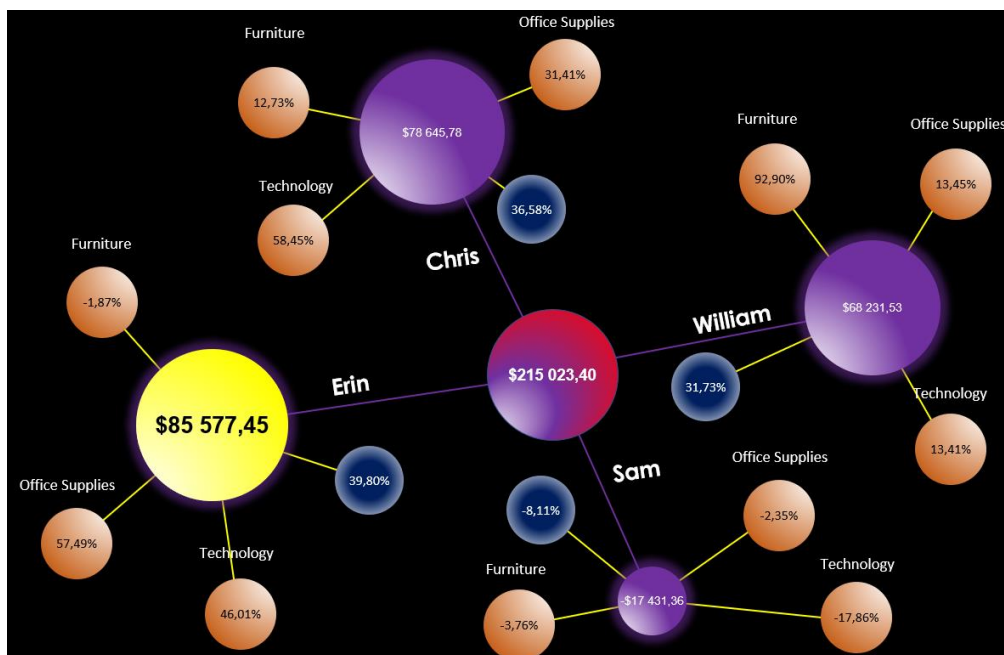 Furniture
12,73%
Office Supplies
31,41%
$78 645,78
Technology
58,45%
36,58%
Chris
Furniture
92,90%
Office Supplies
13,45%
$68 231,53
William
31,73%
Technology
13,41%
$215 023,40
Furniture
-1,87%
Erin
$85 577,45
39,80%
Office Supplies
57,49%
Technology
46,01%
Sam
-8,11%
Office Supplies
-2,35%
Furniture
-3,76%
-$17 431,36
Technology
-17,86%